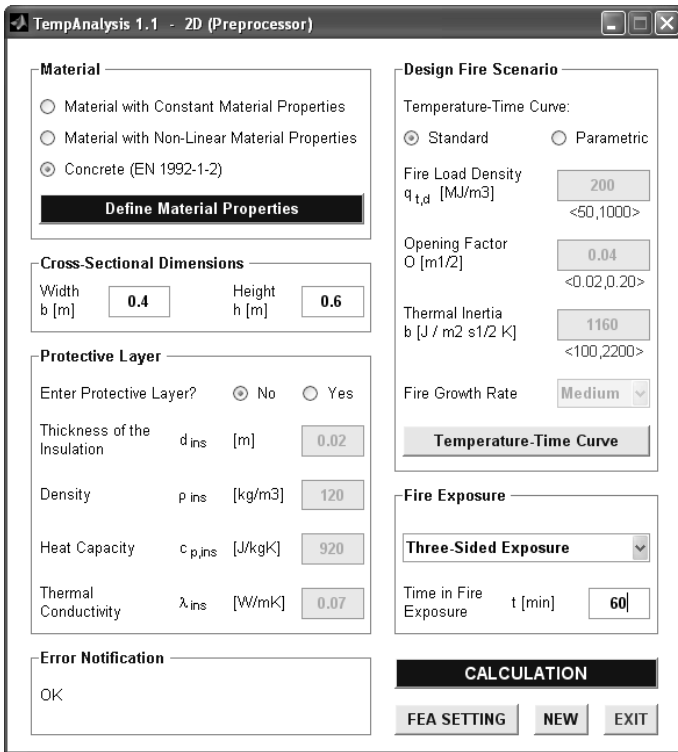 TempAnalysis 1.1 - 2D (Preprocessor)
Material
Material with Constant Material Properties
Material with Non-Linear Material Properties
Concrete (EN 1992-1-2)
Define Material Properties
Cross-Sectional Dimensions
Width b [m] 0.4 Height h [m] 0.6
Protective Layer
Enter Protective Layer? No Yes
Thickness of the Insulation d ins [m] 0.02
Density ρ ins [kg/m3] 120
Heat Capacity c p,ins [J/kgK] 920
Thermal Conductivity λ ins [W/mK] 0.07
Error Notification
OK
Design Fire Scenario
Temperature-Time Curve:
Standard Parametric
Fire Load Density q t,d [MJ/m3] 200
<50,1000>
Opening Factor O [m1/2] 0.04
<0.02,0.20>
Thermal Inertia b [J / m2 s1/2 K] 1160
<100,2200>
Fire Growth Rate Medium
Temperature-Time Curve
Fire Exposure
Three-Sided Exposure
Time in Fire Exposure t [min] 60
CALCULATION
FEA SETTING NEW EXIT